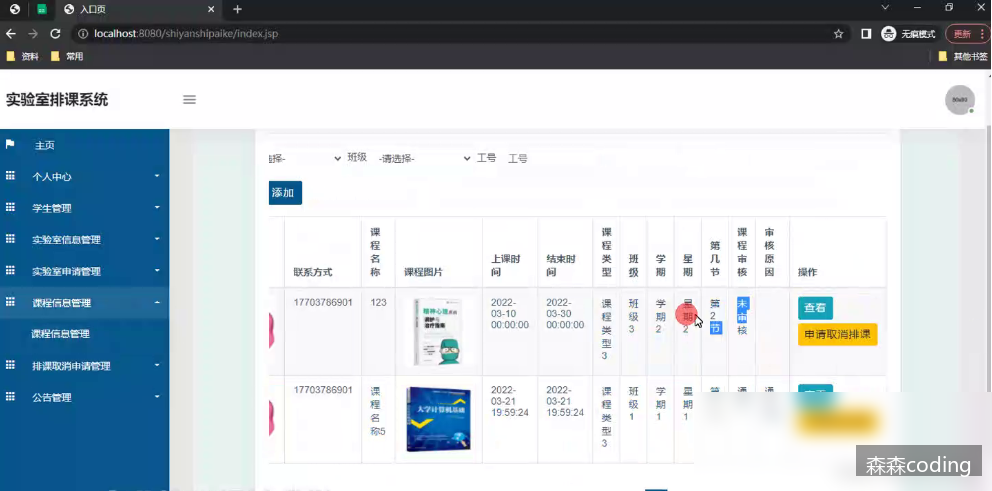 入口页
localhost:8080/shiyanshipaike/index.jsp
无痕模式
更新
资料
常用
其他书签
实验室排课系统
主页
个人中心
学生管理
实验室信息管理
实验室申请管理
课程信息管理
课程信息管理
排课取消申请管理
公告管理
班级
-请选择-
工号
工号
添加
联系方式
课程名称
课程图片
上课时间
结束时间
课程类型
班级
学期
星期
第几节
课程审核
审核原因
操作
17703786901
123
2022-03-10 00:00:00
2022-03-30 00:00:00
课程类型3
班级3
学期2
星期2
第2节
未审核
查看
申请取消排课
17703786901
课程名称5
大学计算机基础
2022-03-21 19:59:24
2022-03-21 19:59:24
课程类型3
班级1
学期1
星期1
森森coding